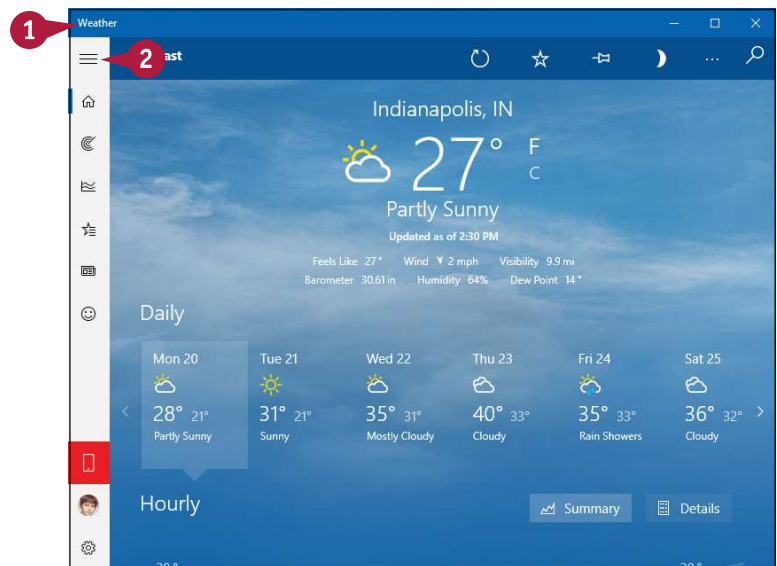 1
Weather
2
ast
Indianapolis, IN
27° F
C
Partly Sunny
Updated as of 2:30 PM
Feels Like 27° Wind 2 mph Visibility 9.9 mi
Barometer 30.61 in Humidity 64% Dew Point 14°
Daily
Mon 20 Tue 21 Wed 22 Thu 23 Fri 24 Sat 25
28° 21° 31° 21° 35° 31° 40° 33° 35° 33° 36° 32°
Partly Sunny Sunny Mostly Cloudy Cloudy Rain Showers Cloudy
Hourly Summary Details